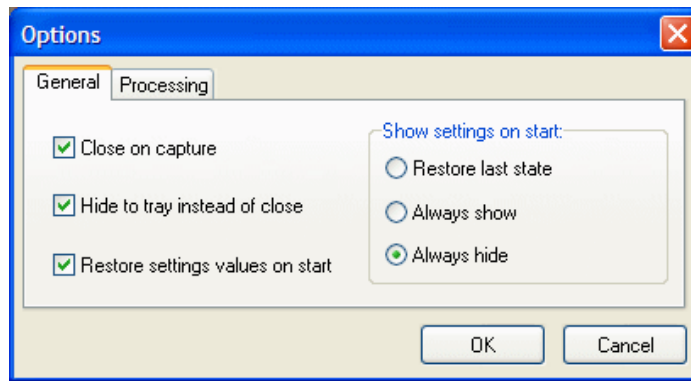 Options
General
Processing
Close on capture
Hide to tray instead of close
Restore settings values on start
Show settings on start:
Restore last state
Always show
Always hide
OK
Cancel